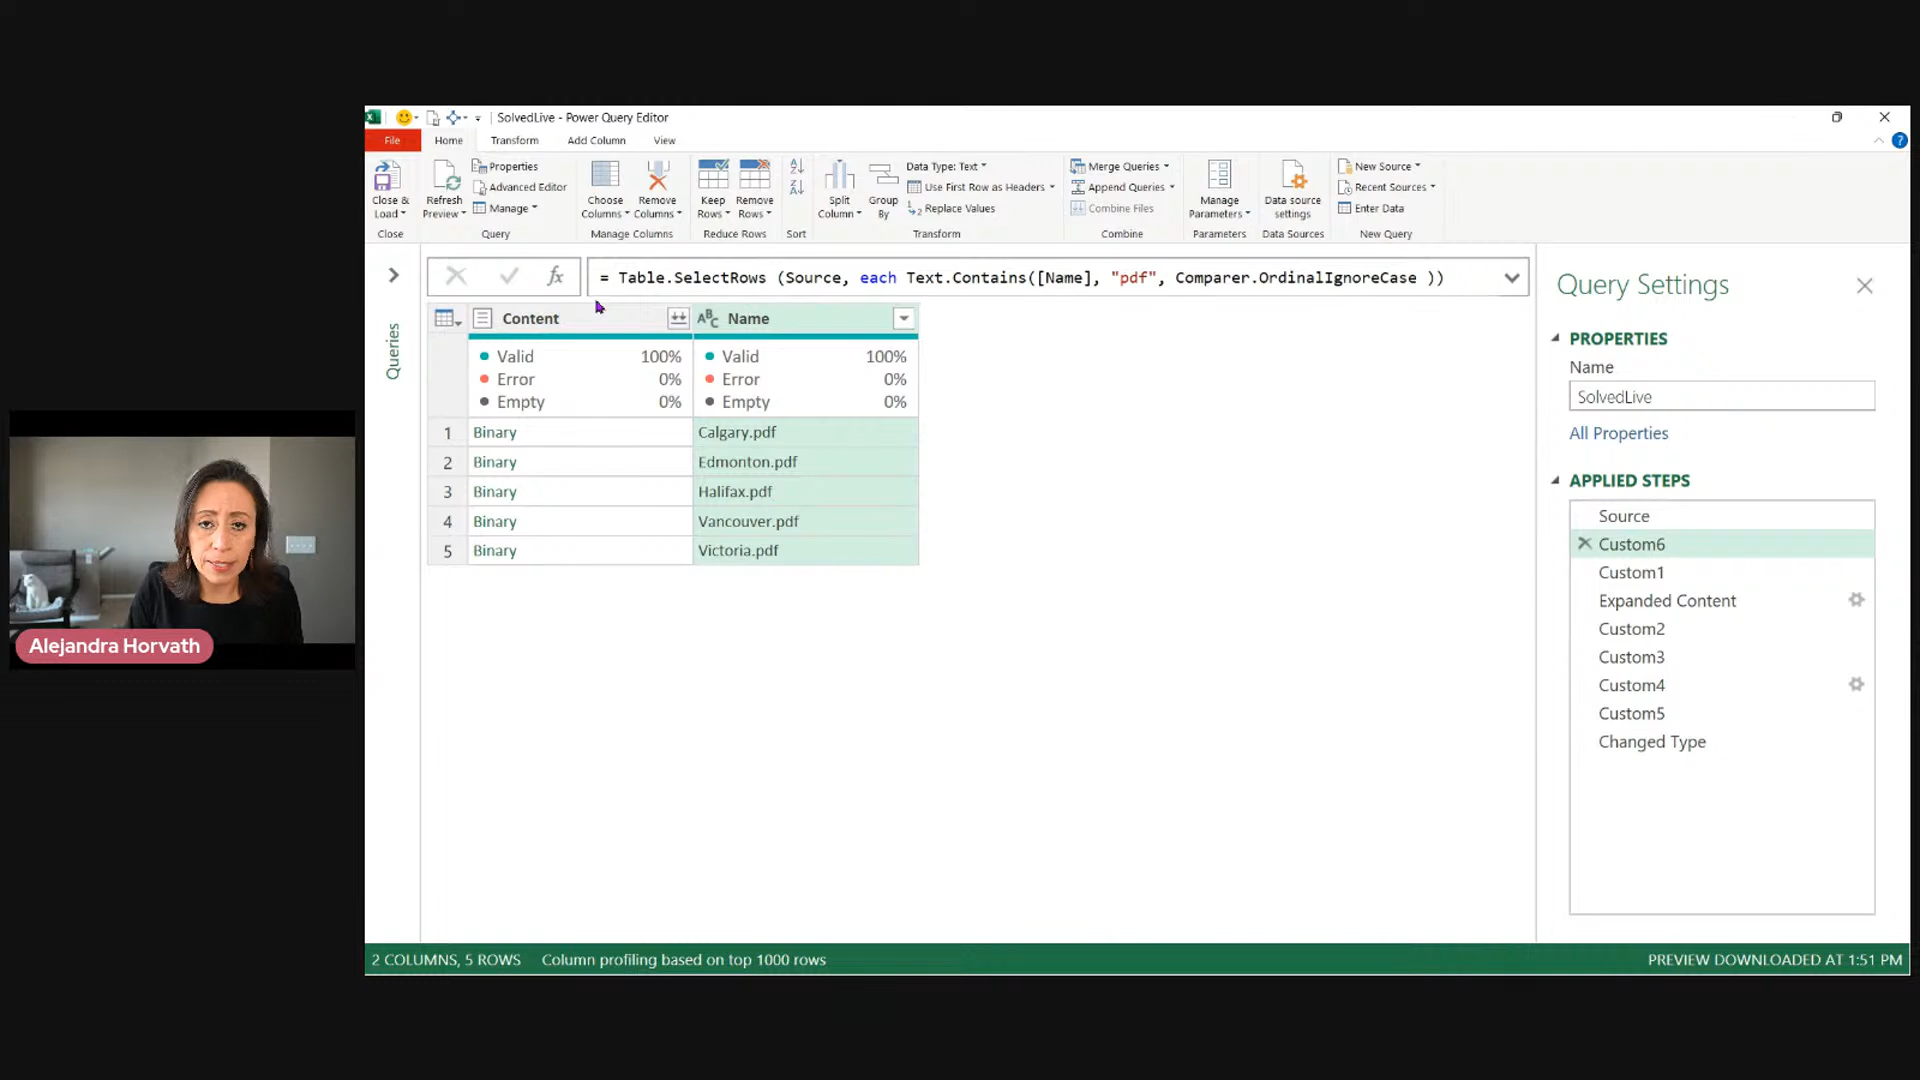 SolvedLive - Power Query Editor
File Home Transform Add Column View
Close & Load
Close
Refresh Preview
Properties
Advanced Editor
Manage
Query
Choose Columns
Remove Columns
Manage Columns
Keep Rows
Remove Rows
Reduce Rows
Sort
Split Column
Group By
Data Type: Text
Use First Row as Headers
Replace Values
Transform
Merge Queries
Append Queries
Combine Files
Combine
Manage Parameters
Parameters
Data source settings
Data Sources
New Source
Recent Sources
Enter Data
New Query
fx
= Table.SelectRows (Source, each Text.Contains([Name], "pdf", Comparer.OrdinalIgnoreCase ))
Queries
Content ABC Name
Valid 100% Valid 100%
Error 0% Error 0%
Empty 0% Empty 0%
1 Binary Calgary.pdf
2 Binary Edmonton.pdf
3 Binary Halifax.pdf
4 Binary Vancouver.pdf
5 Binary Victoria.pdf
Query Settings
PROPERTIES
Name
SolvedLive
All Properties
APPLIED STEPS
Source
Custom6
Custom1
Expanded Content
Custom2
Custom3
Custom4
Custom5
Changed Type
Alejandra Horvath
2 COLUMNS, 5 ROWS Column profiling based on top 1000 rows
PREVIEW DOWNLOADED AT 1:51 PM